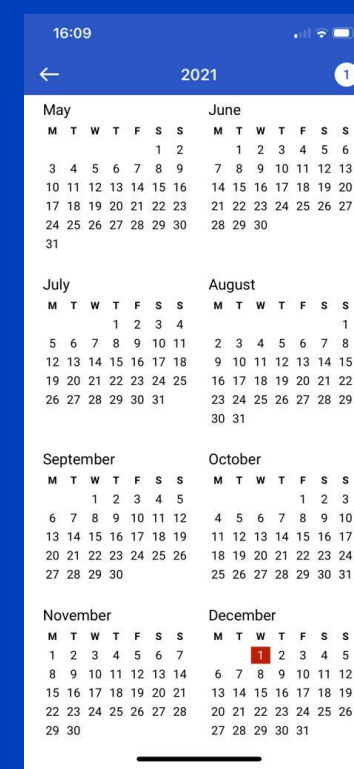 16:09
2021
1
May
M T W T F S S
1 2
3 4 5 6 7 8 9
10 11 12 13 14 15 16
17 18 19 20 21 22 23
24 25 26 27 28 29 30
31
June
M T W T F S S
1 2 3 4 5 6
7 8 9 10 11 12 13
14 15 16 17 18 19 20
21 22 23 24 25 26 27
28 29 30
July
M T W T F S S
1 2 3 4
5 6 7 8 9 10 11
12 13 14 15 16 17 18
19 20 21 22 23 24 25
26 27 28 29 30 31
August
M T W T F S S
1
2 3 4 5 6 7 8
9 10 11 12 13 14 15
16 17 18 19 20 21 22
23 24 25 26 27 28 29
30 31
September
M T W T F S S
1 2 3 4 5
6 7 8 9 10 11 12
13 14 15 16 17 18 19
20 21 22 23 24 25 26
27 28 29 30
October
M T W T F S S
1 2 3
4 5 6 7 8 9 10
11 12 13 14 15 16 17
18 19 20 21 22 23 24
25 26 27 28 29 30 31
November
M T W T F S S
1 2 3 4 5 6 7
8 9 10 11 12 13 14
15 16 17 18 19 20 21
22 23 24 25 26 27 28
29 30
December
M T W T F S S
1 2 3 4 5
6 7 8 9 10 11 12
13 14 15 16 17 18 19
20 21 22 23 24 25 26
27 28 29 30 31